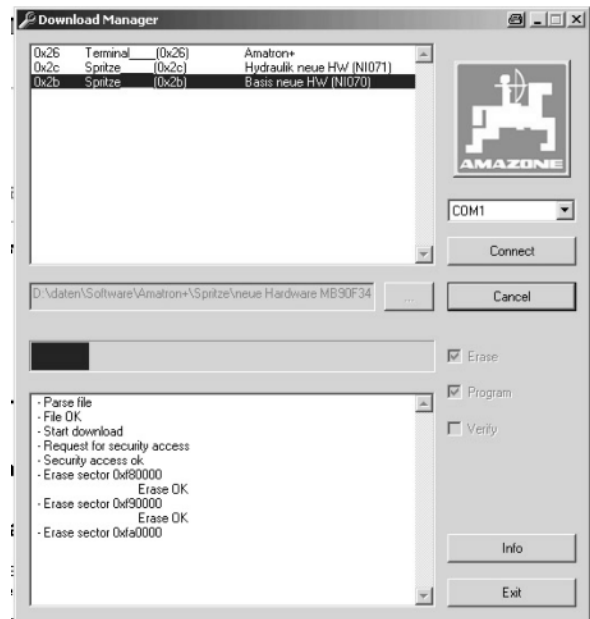 Download Manager
0x26 Terminal____(0x26) Amatron+
0x2c Spritze____(0x2c) Hydraulik neue HW (NI071)
0x2b Spritze____(0x2b) Basis neue HW (NI070)
AMAZONE
COM1
Connect
D:\daten\Software\Amatron+\Spritze\neue Hardware MB90F34
...
Cancel
Erase
Program
Verify
- Parse file
- File OK
- Start download
- Request for security access
- Security access ok
- Erase sector 0xf80000
Erase OK
- Erase sector 0xf90000
Erase OK
- Erase sector 0xfa0000
Info
Exit